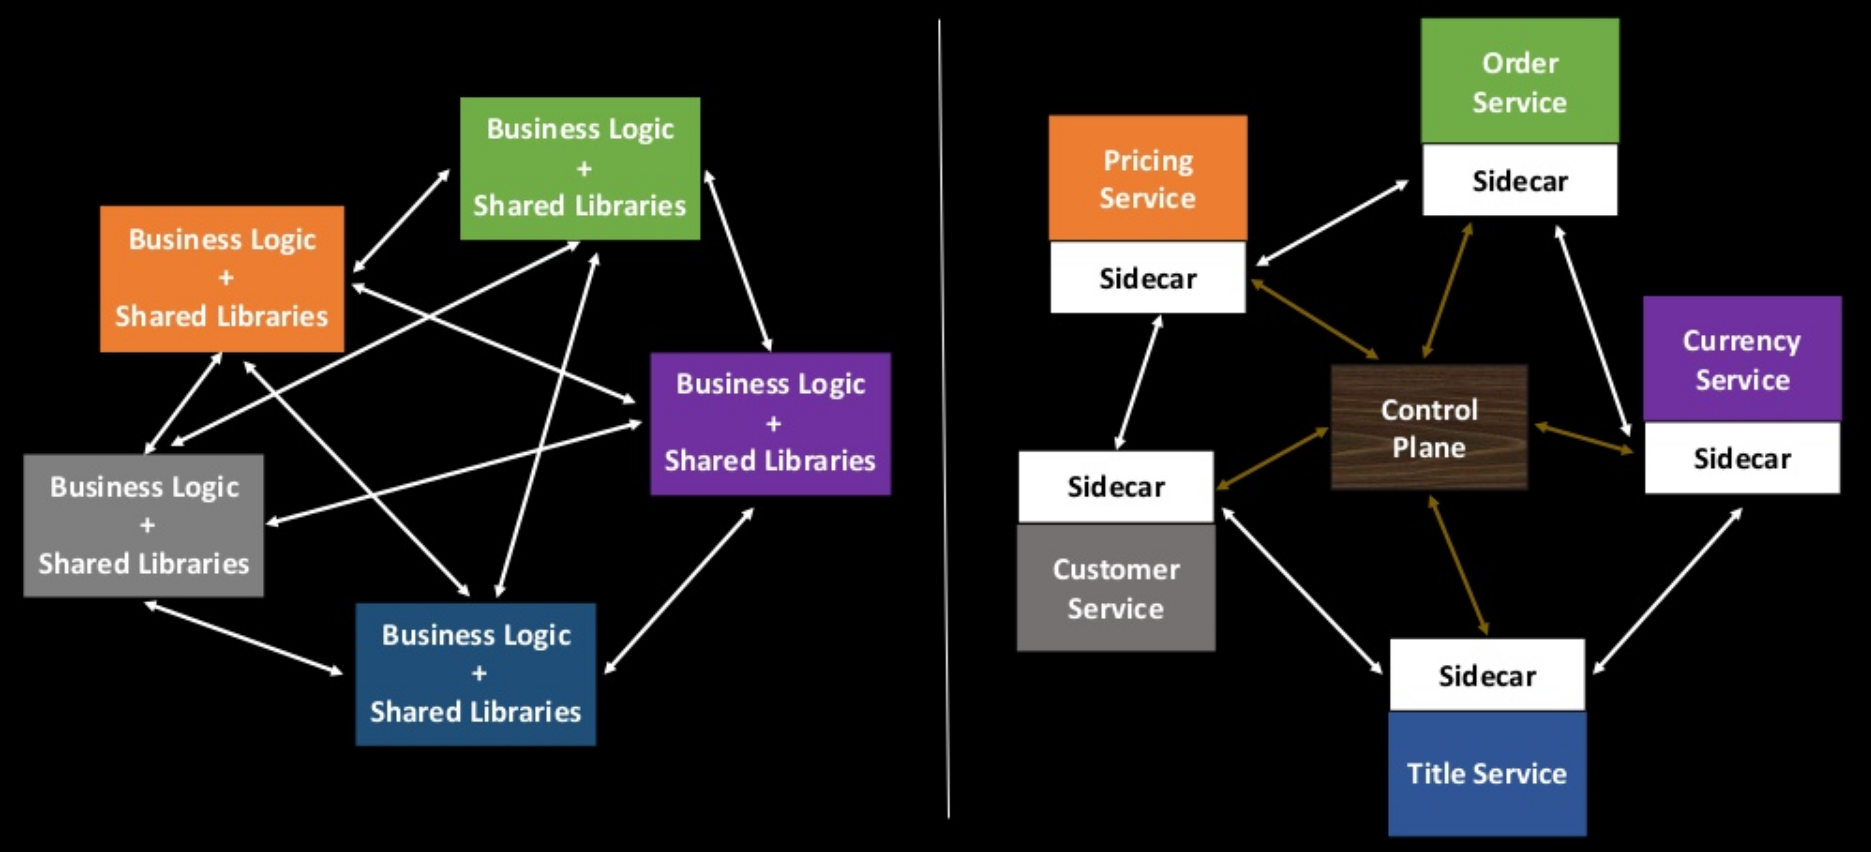 Business Logic
+
Shared Libraries
Business Logic
+
Shared Libraries
Business Logic
+
Shared Libraries
Business Logic
+
Shared Libraries
Business Logic
+
Shared Libraries
Order
Service
Sidecar
Pricing
Service
Sidecar
Currency
Service
Sidecar
Control
Plane
Sidecar
Customer
Service
Sidecar
Title Service